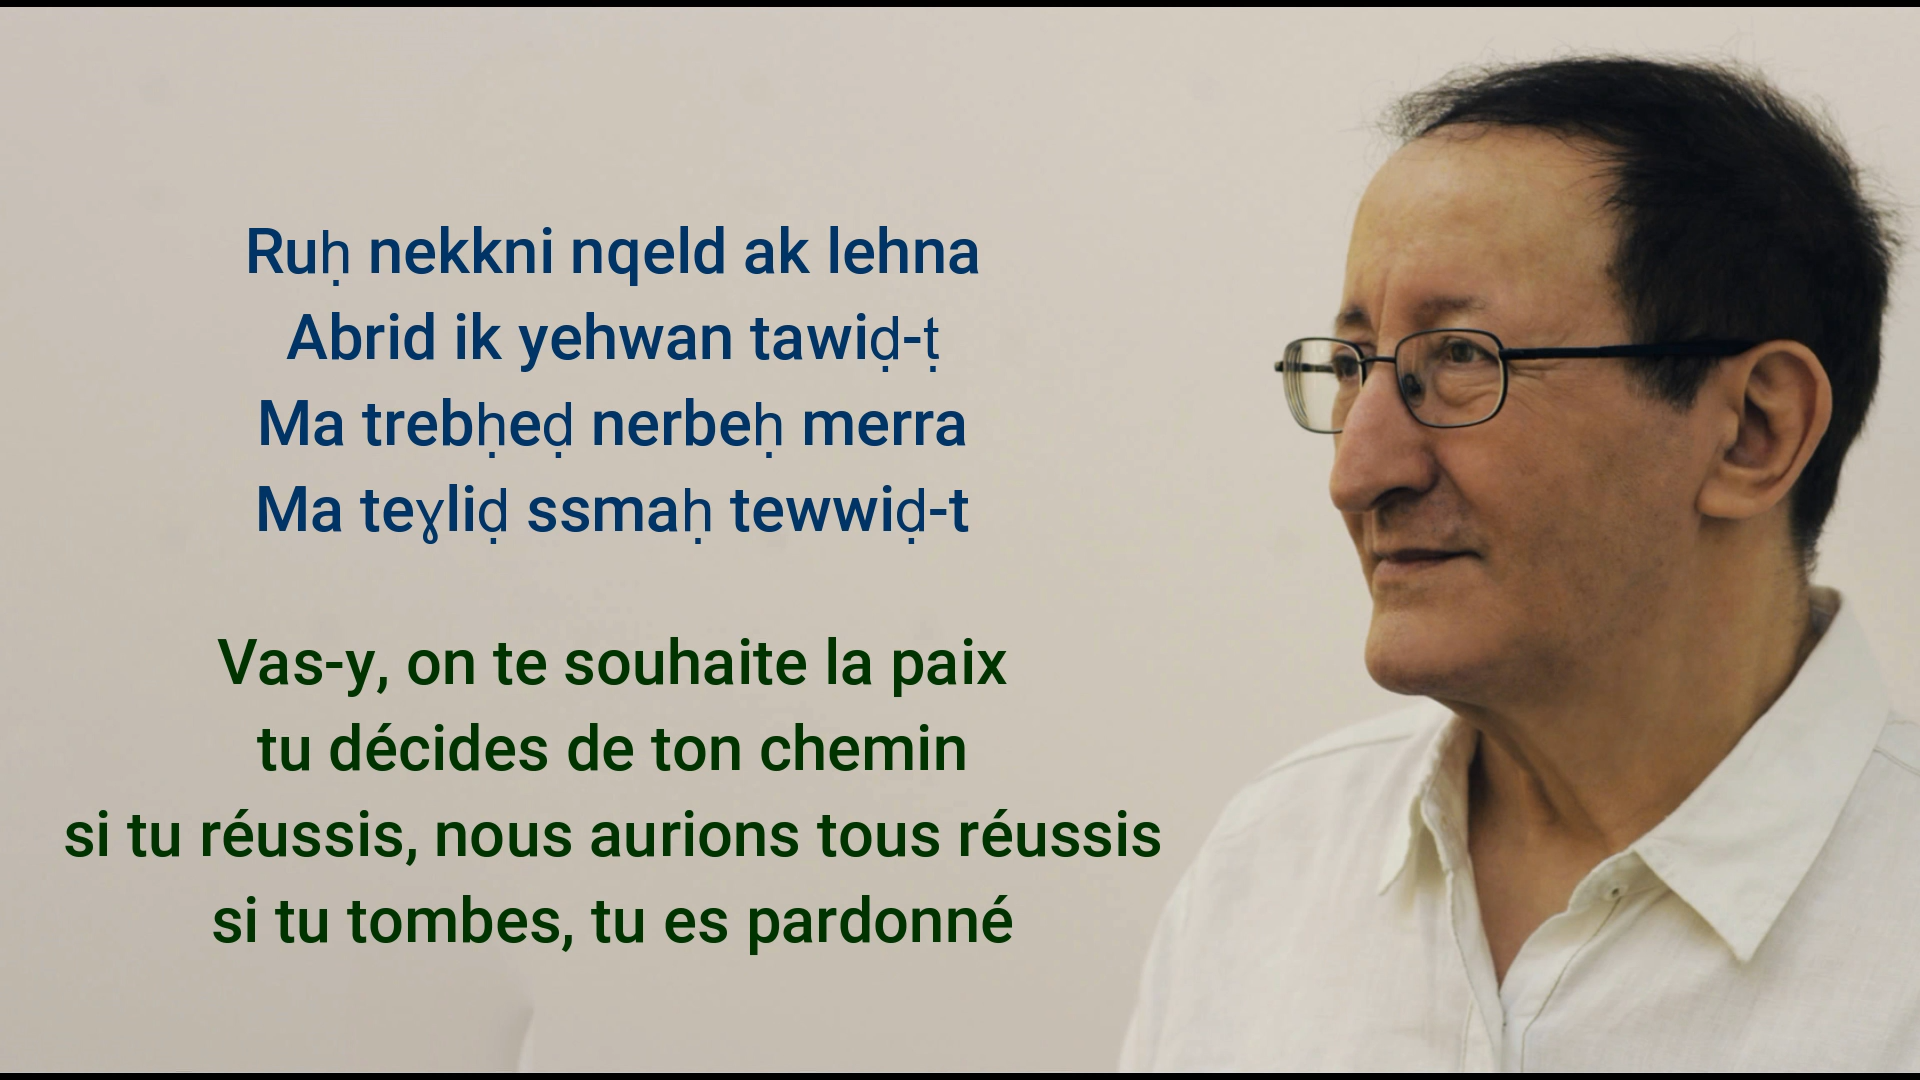 Ruḥ nekkni nqeld ak lehna
Abrid ik yehwan tawiḍ-ṭ
Ma trebḥeḍ nerbeḥ merra
Ma teɣliḍ ssmaḥ tewwiḍ-t
Vas-y, on te souhaite la paix
tu décides de ton chemin
si tu réussis, nous aurions tous réussis
si tu tombes, tu es pardonné